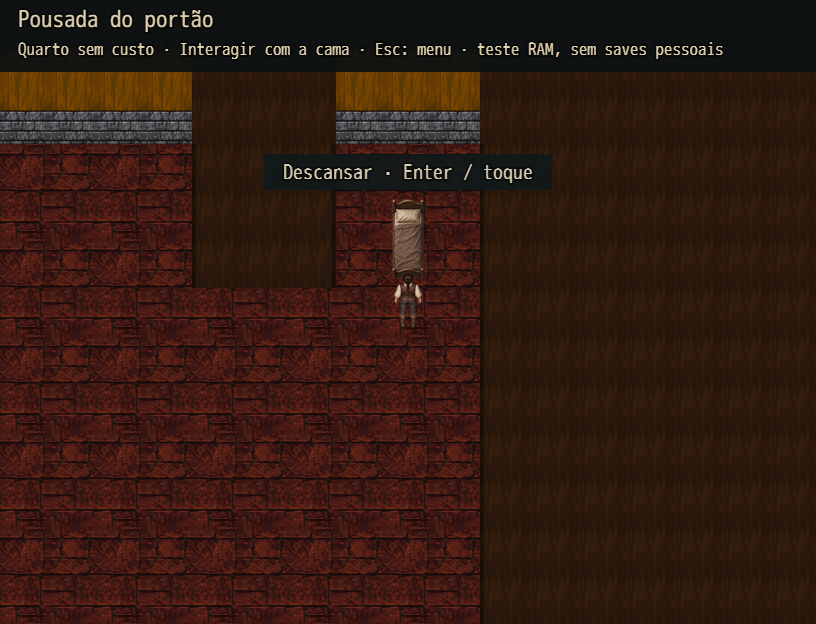 Pousada do portão
Quarto sem custo · Interagir com a cama · Esc: menu · teste RAM, sem saves pessoais
Descansar · Enter / toque